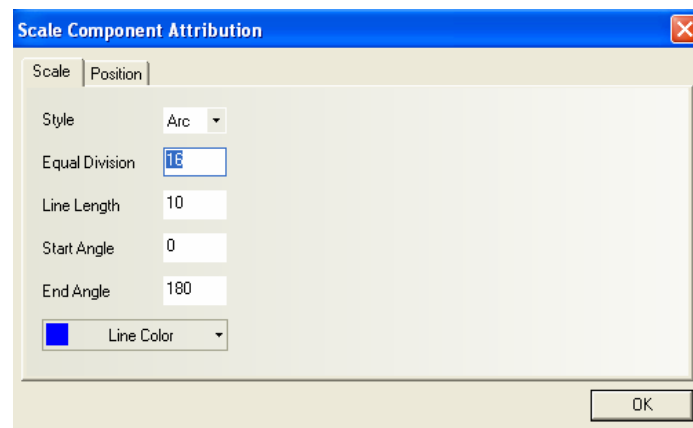 Scale Component Attribution
Scale Position
Style Arc
Equal Division 16
Line Length 10
Start Angle 0
End Angle 180
Line Color
OK